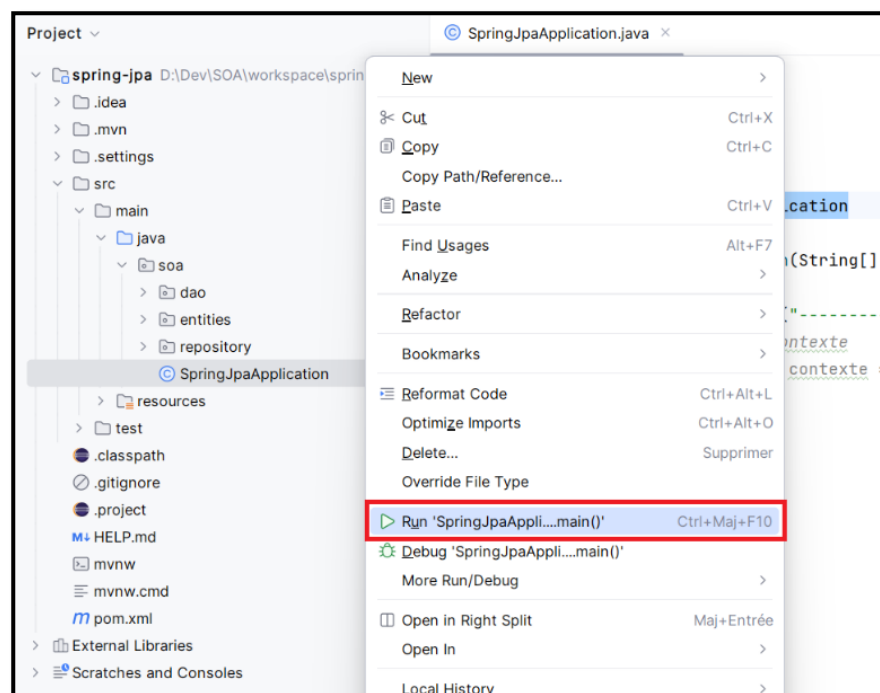 Project
SpringJpaApplication.java
spring-jpa D:\Dev\SOA\workspace\sprin
.idea
.mvn
.settings
src
main
java
soa
dao
entities
repository
SpringJpaApplication
resources
test
.classpath
.gitignore
.project
M↓ HELP.md
mvnw
mvnw.cmd
m pom.xml
External Libraries
Scratches and Consoles
New
Cut Ctrl+X
Copy Ctrl+C
Copy Path/Reference...
Paste Ctrl+V
Find Usages Alt+F7
Analyze
Refactor
Bookmarks
Reformat Code Ctrl+Alt+L
Optimize Imports Ctrl+Alt+O
Delete... Supprimer
Override File Type
Run 'SpringJpaAppli....main()' Ctrl+Maj+F10
Debug 'SpringJpaAppli....main()'
More Run/Debug
Open in Right Split Maj+Entrée
Open In
Local History
ication
(String[]
("---------
ontexte
contexte =